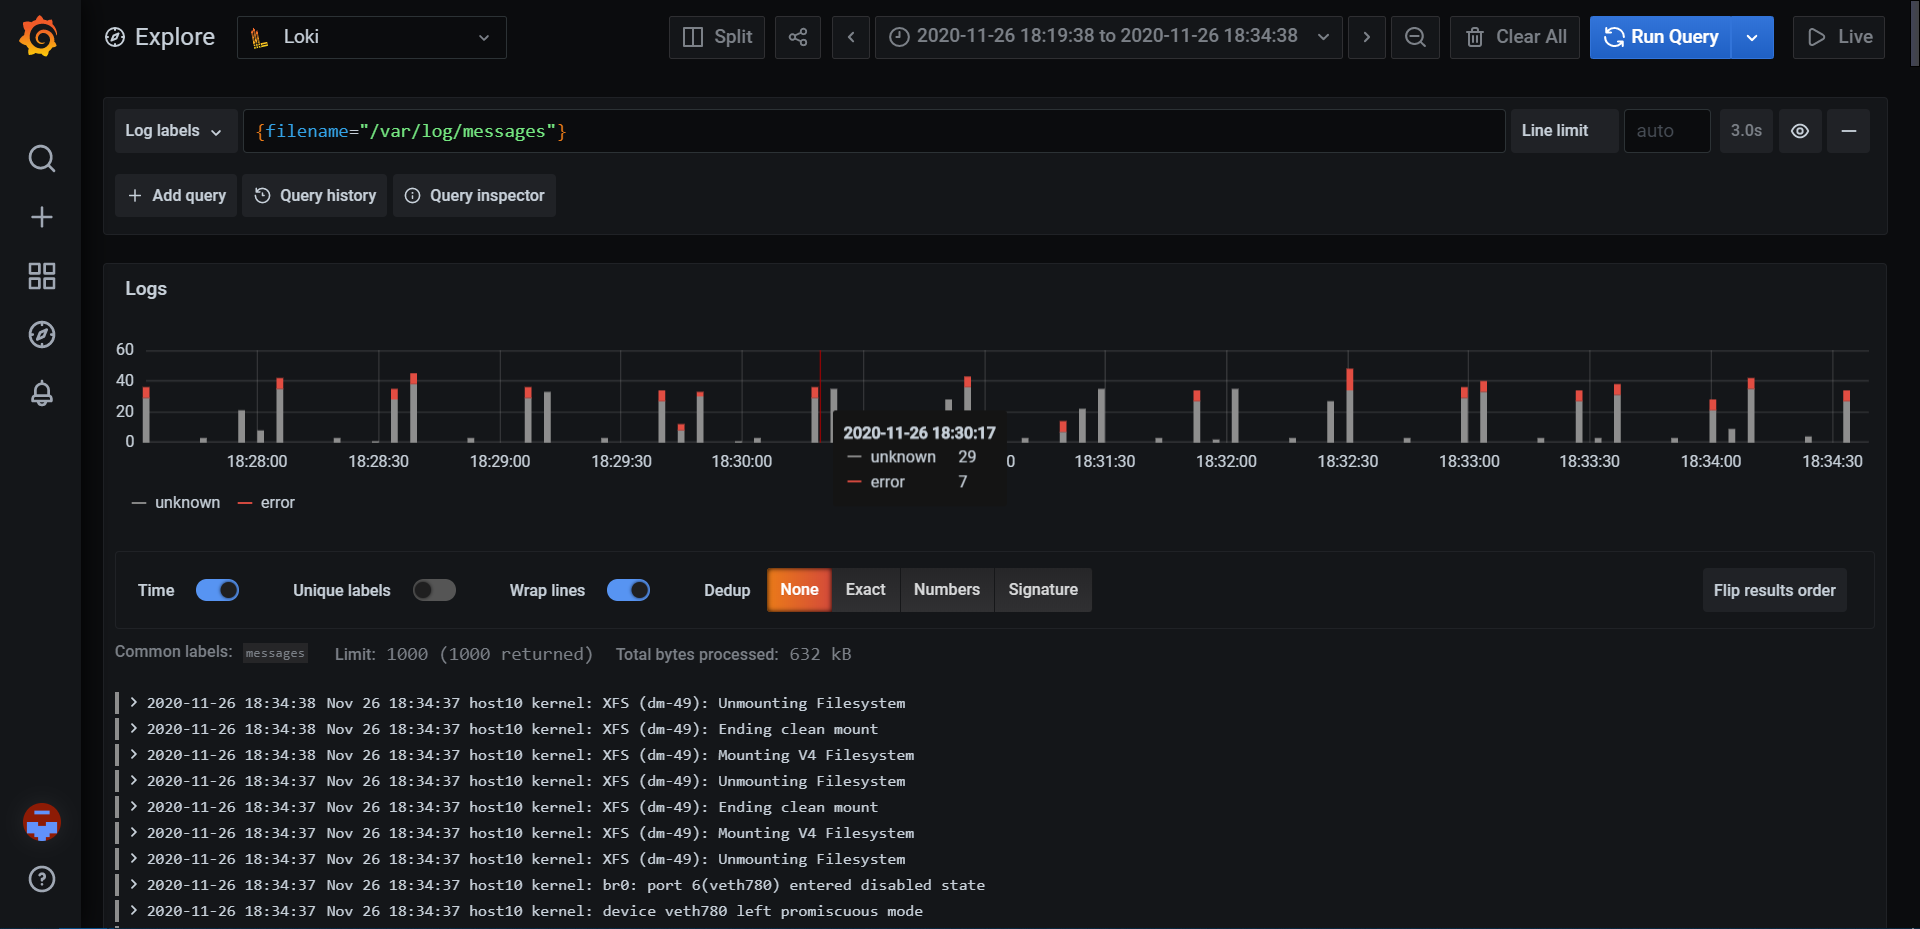 Explore
Loki
Split
2020-11-26 18:19:38 to 2020-11-26 18:34:38
Clear All
Run Query
Live
Log labels
{filename="/var/log/messages"}
Line limit
auto
3.0s
Add query
Query history
Query inspector
Logs
60
40
20
0
18:28:00
18:28:30
18:29:00
18:29:30
18:30:00
0
18:31:30
18:32:00
18:32:30
18:33:00
18:33:30
18:34:00
18:34:30
2020-11-26 18:30:17
unknown 29
error 7
unknown
error
Time
Unique labels
Wrap lines
Dedup
None
Exact
Numbers
Signature
Flip results order
Common labels: messages
Limit: 1000 (1000 returned)
Total bytes processed: 632 kB
2020-11-26 18:34:38 Nov 26 18:34:37 host10 kernel: XFS (dm-49): Unmounting Filesystem
2020-11-26 18:34:38 Nov 26 18:34:37 host10 kernel: XFS (dm-49): Ending clean mount
2020-11-26 18:34:38 Nov 26 18:34:37 host10 kernel: XFS (dm-49): Mounting V4 Filesystem
2020-11-26 18:34:37 Nov 26 18:34:37 host10 kernel: XFS (dm-49): Unmounting Filesystem
2020-11-26 18:34:37 Nov 26 18:34:37 host10 kernel: XFS (dm-49): Ending clean mount
2020-11-26 18:34:37 Nov 26 18:34:37 host10 kernel: XFS (dm-49): Mounting V4 Filesystem
2020-11-26 18:34:37 Nov 26 18:34:37 host10 kernel: XFS (dm-49): Unmounting Filesystem
2020-11-26 18:34:37 Nov 26 18:34:37 host10 kernel: br0: port 6(veth780) entered disabled state
2020-11-26 18:34:37 Nov 26 18:34:37 host10 kernel: device veth780 left promiscuous mode